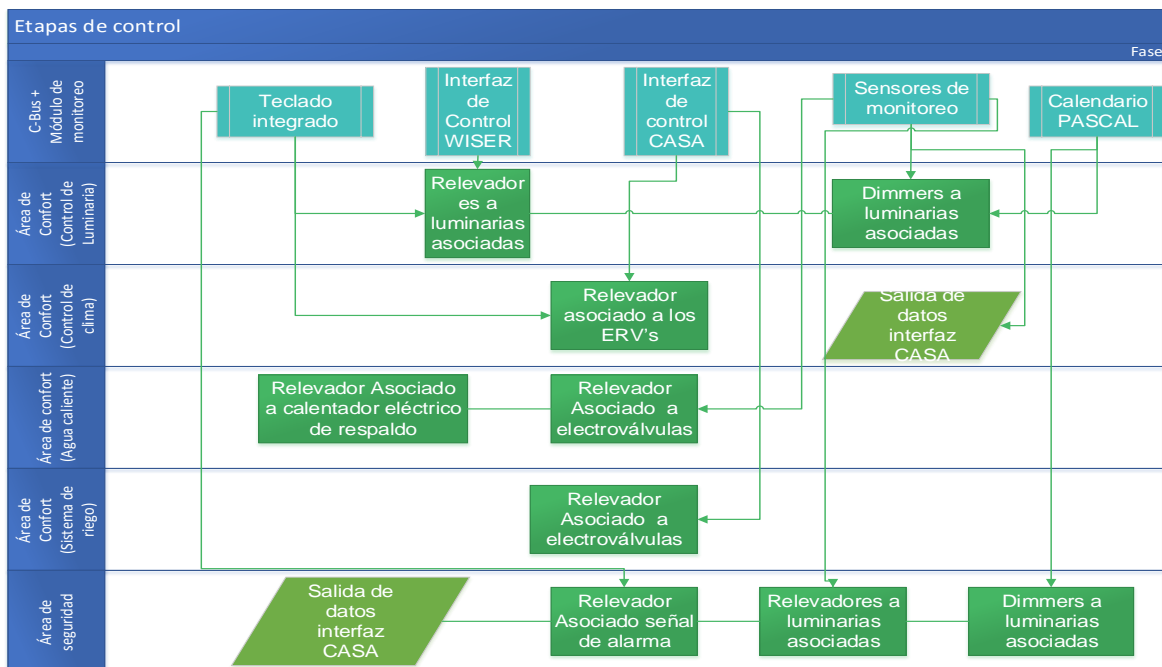 Etapas de control
Fase
C-Bus +
Módulo de
monitoreo
Teclado
integrado
Interfaz
de
Control
WISER
Interfaz
de
control
CASA
Sensores de
monitoreo
Calendario
PASCAL
Área de
Confort
(Control de
Luminaria)
Relevador
es a
luminarias
asociadas
Dimmers a
luminarias
asociadas
Área de
Confort
(Control de
clima)
Relevador
asociado a los
ERV's
Salida de
datos
interfaz
CASA
Área de confort
(Agua caliente)
Relevador Asociado
a calentador eléctrico
de respaldo
Relevador
Asociado a
electroválvulas
Área de
Confort
(Sistema de
riego)
Relevador
Asociado a
electroválvulas
Área de
seguridad
Salida de
datos
interfaz
CASA
Relevador
Asociado señal
de alarma
Relevadores a
luminarias
asociadas
Dimmers a
luminarias
asociadas